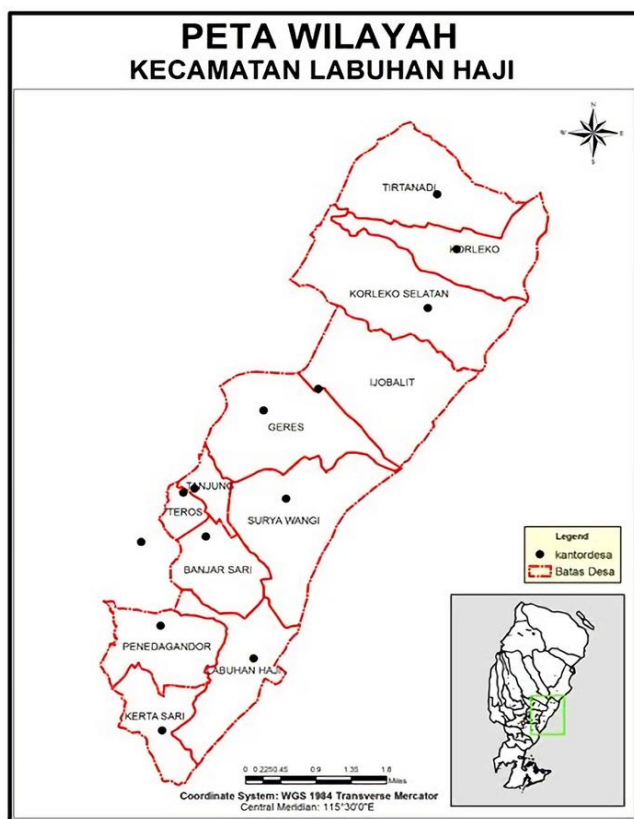 PETA WILAYAH
KECAMATAN LABUHAN HAJI
N
W
E
S
TIRTANADI
KORLEKO
KORLEKO SELATAN
IJOBALIT
GERES
TANJUNG
TEROS
SURYA WANGI
BANJAR SARI
PENEDAGANDOR
LABUHAN HAJI
KERTA SARI
Legend
kantordesa
Batas Desa
0 0.2250.45 0.9 1.35 1.8
Miles
Coordinate System: WGS 1984 Transverse Mercator
Central Meridian: 115°30'0"E